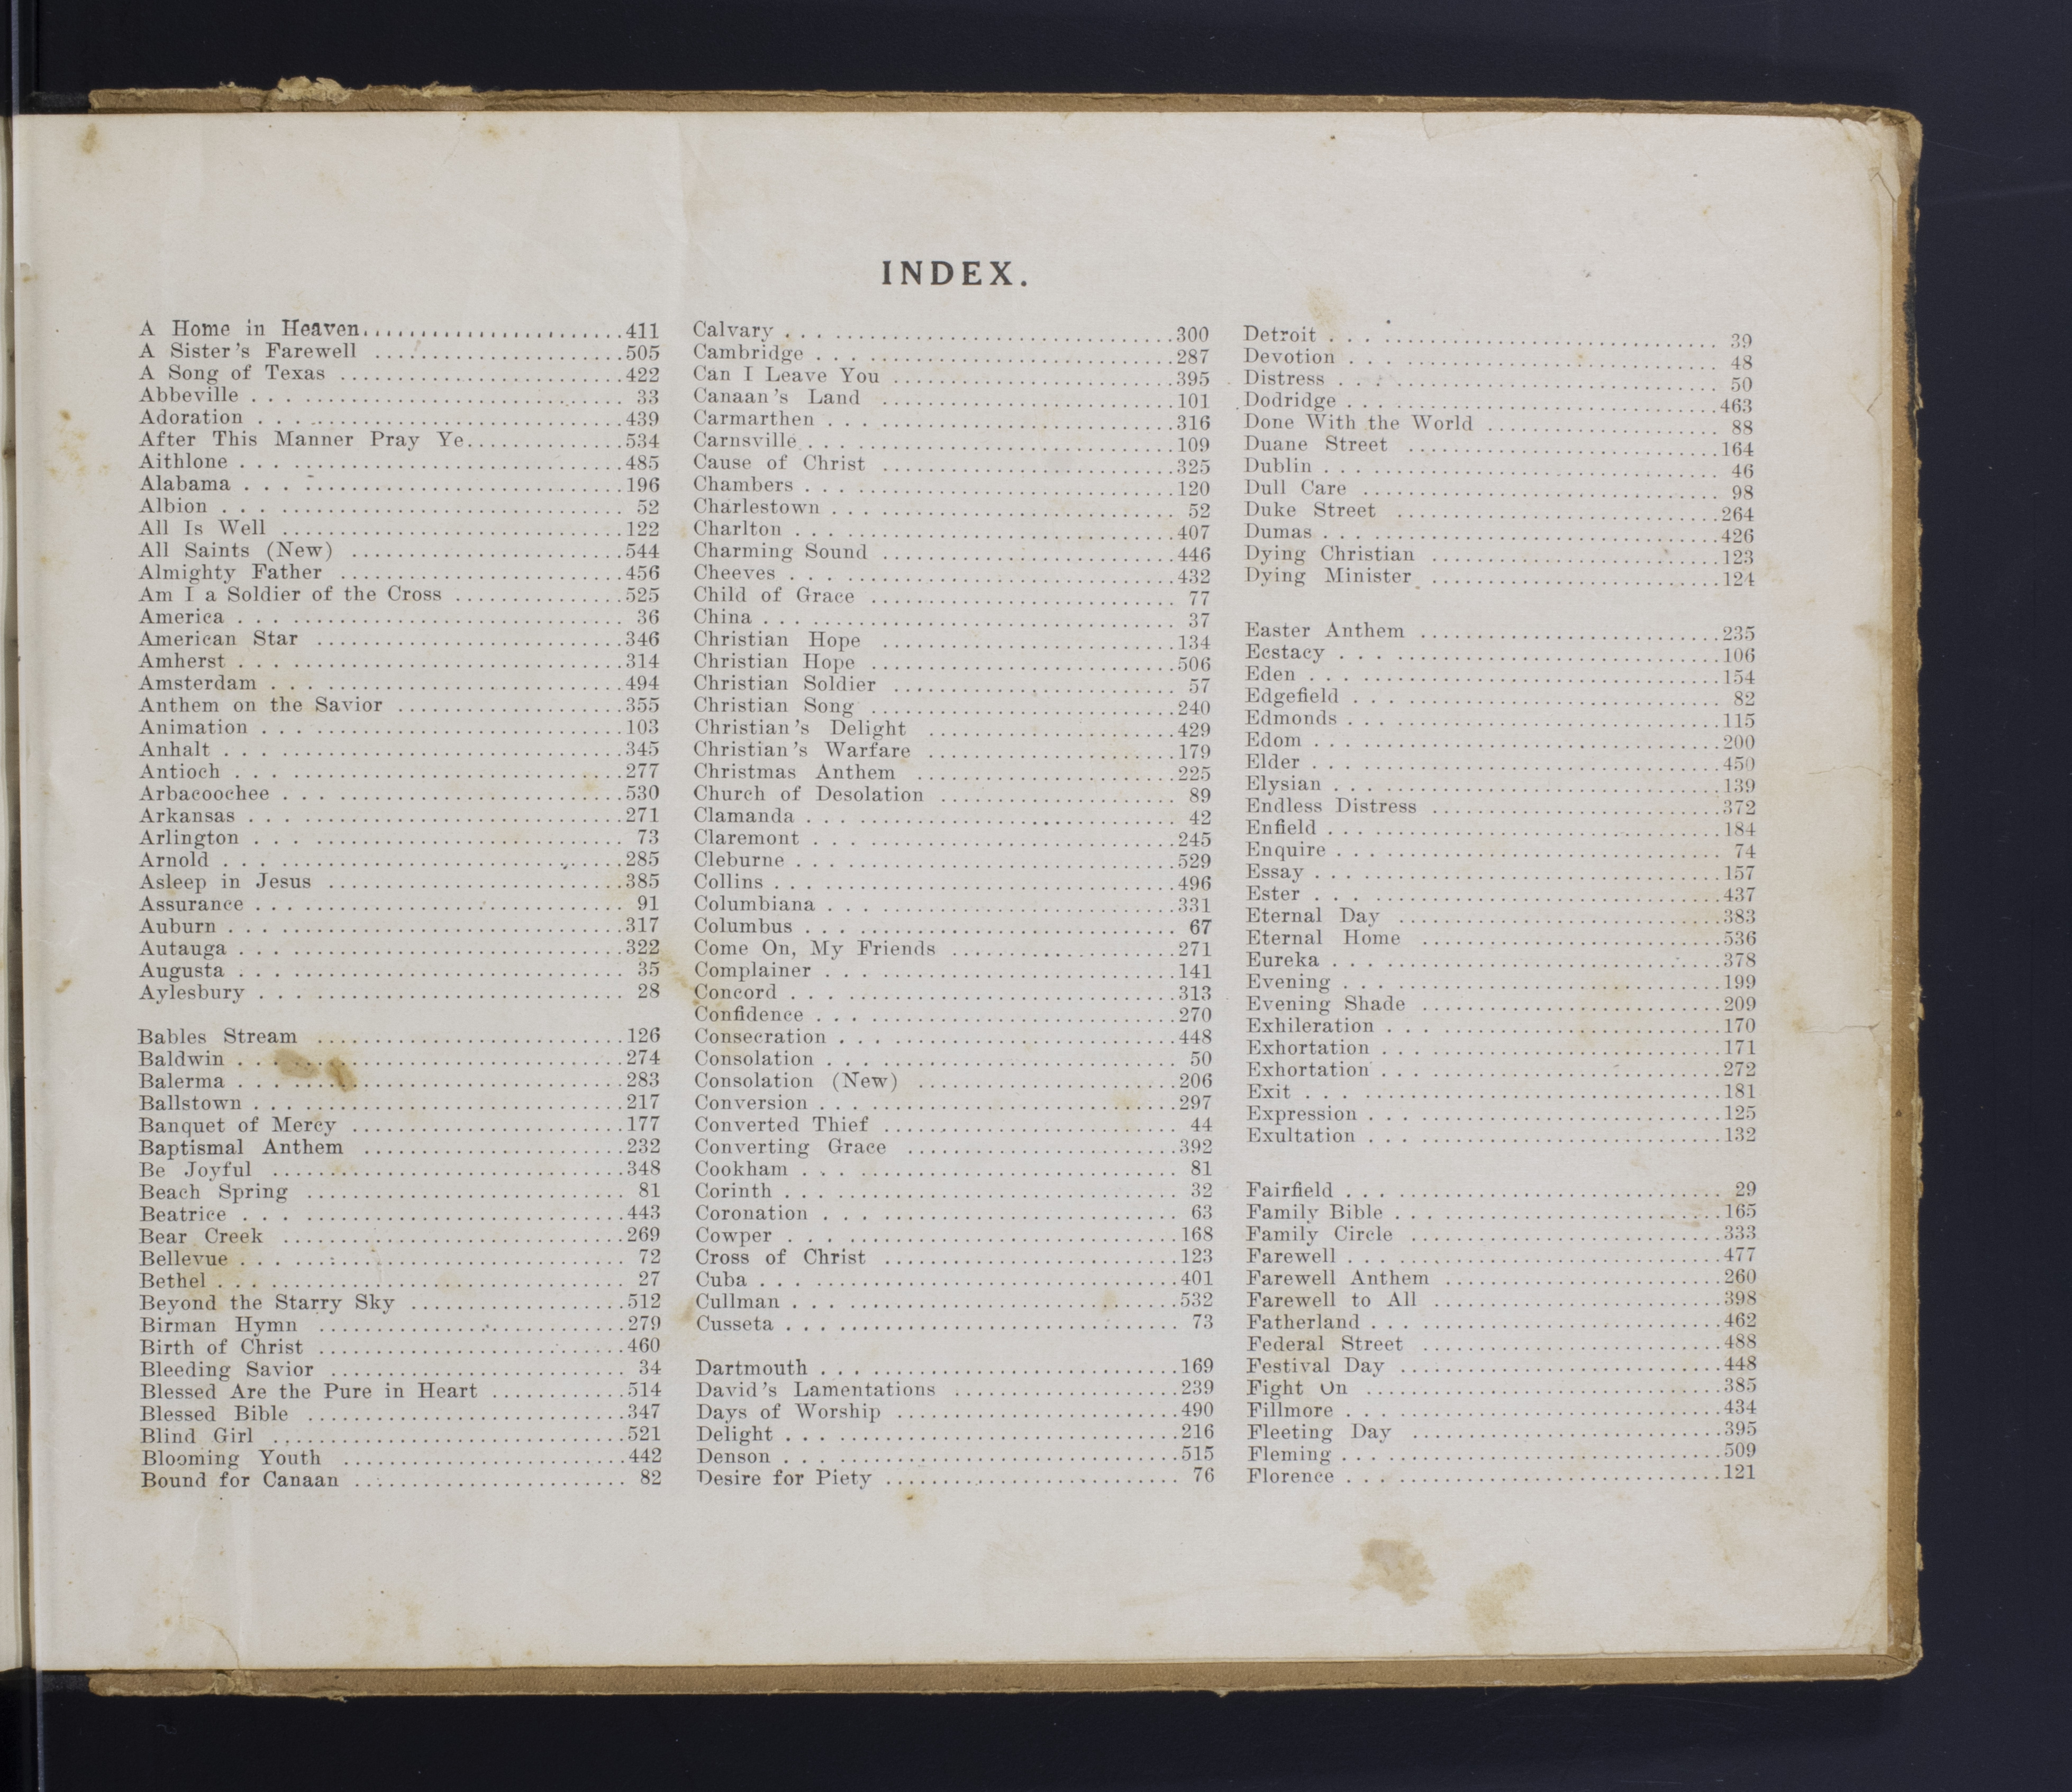 INDEX.
A Home in Heaven........................411
A Sister's Farewell ........................505
A Song of Texas ........................422
Abbeville ........................ 33
Adoration ........................439
After This Manner Pray Ye..............534
Aithlone ........................485
Alabama ........................196
Albion ........................ 52
All Is Well ........................122
All Saints (New) ........................544
Almighty Father ........................456
Am I a Soldier of the Cross ...............525
America ........................ 36
American Star ........................346
Amherst ........................314
Amsterdam ........................494
Anthem on the Savior ....................355
Animation ........................103
Anhalt ........................345
Antioch ........................277
Arbacoochee ........................530
Arkansas ........................271
Arlington ........................ 73
Arnold ........................285
Asleep in Jesus ........................385
Assurance ........................ 91
Auburn ........................317
Autauga ........................322
Augusta ........................ 35
Aylesbury ........................ 28
Bables Stream ........................126
Baldwin ........................274
Balerma ........................283
Ballstown ........................217
Banquet of Mercy ........................177
Baptismal Anthem ........................232
Be Joyful ........................348
Beach Spring ........................ 81
Beatrice ........................443
Bear Creek ........................269
Bellevue ........................ 72
Bethel ........................ 27
Beyond the Starry Sky ...................512
Birman Hymn ........................279
Birth of Christ ........................460
Bleeding Savior ........................ 34
Blessed Are the Pure in Heart ............514
Blessed Bible ........................347
Blind Girl ........................521
Blooming Youth ........................442
Bound for Canaan ........................ 82
Calvary ........................300
Cambridge ........................287
Can I Leave You ........................395
Canaan's Land ........................101
Carmarthen ........................316
Carnsville ........................109
Cause of Christ ........................325
Chambers ........................120
Charlestown ........................ 52
Charlton ........................407
Charming Sound ........................446
Cheeves ........................432
Child of Grace ........................ 77
China ........................ 37
Christian Hope ........................134
Christian Hope ........................506
Christian Soldier ........................ 57
Christian Song ........................240
Christian's Delight ........................429
Christian's Warfare ........................179
Christmas Anthem ........................225
Church of Desolation ........................ 89
Clamanda ........................ 42
Claremont ........................245
Cleburne ........................529
Collins ........................496
Columbiana ........................331
Columbus ........................ 67
Come On, My Friends ....................271
Complainer ........................141
Concord ........................313
Confidence ........................270
Consecration ........................448
Consolation ........................ 50
Consolation (New) ........................206
Conversion ........................297
Converted Thief ........................ 44
Converting Grace ........................392
Cookham ........................ 81
Corinth ........................ 32
Coronation ........................ 63
Cowper ........................168
Cross of Christ ........................123
Cuba ........................401
Cullman ........................532
Cusseta ........................ 73
Dartmouth ........................169
David's Lamentations ....................239
Days of Worship ........................490
Delight ........................216
Denson ........................515
Desire for Piety ........................ 76
Detroit ........................ 39
Devotion ........................ 48
Distress ........................ 50
Dodridge ........................463
Done With the World .................... 88
Duane Street ........................164
Dublin ........................ 46
Dull Care ........................ 98
Duke Street ........................264
Dumas ........................426
Dying Christian ........................123
Dying Minister ........................124
Easter Anthem ........................235
Ecstacy ........................106
Eden ........................154
Edgefield ........................ 82
Edmonds ........................115
Edom ........................200
Elder ........................450
Elysian ........................139
Endless Distress ........................372
Enfield ........................184
Enquire ........................ 74
Essay ........................157
Ester ........................437
Eternal Day ........................383
Eternal Home ........................536
Eureka ........................378
Evening ........................199
Evening Shade ........................209
Exhileration ........................170
Exhortation ........................171
Exhortation ........................272
Exit ........................181
Expression ........................125
Exultation ........................132
Fairfield ........................ 29
Family Bible ........................165
Family Circle ........................333
Farewell ........................477
Farewell Anthem ........................260
Farewell to All ........................398
Fatherland ........................462
Federal Street ........................488
Festival Day ........................448
Fight On ........................385
Fillmore ........................434
Fleeting Day ........................395
Fleming ........................509
Florence ........................121